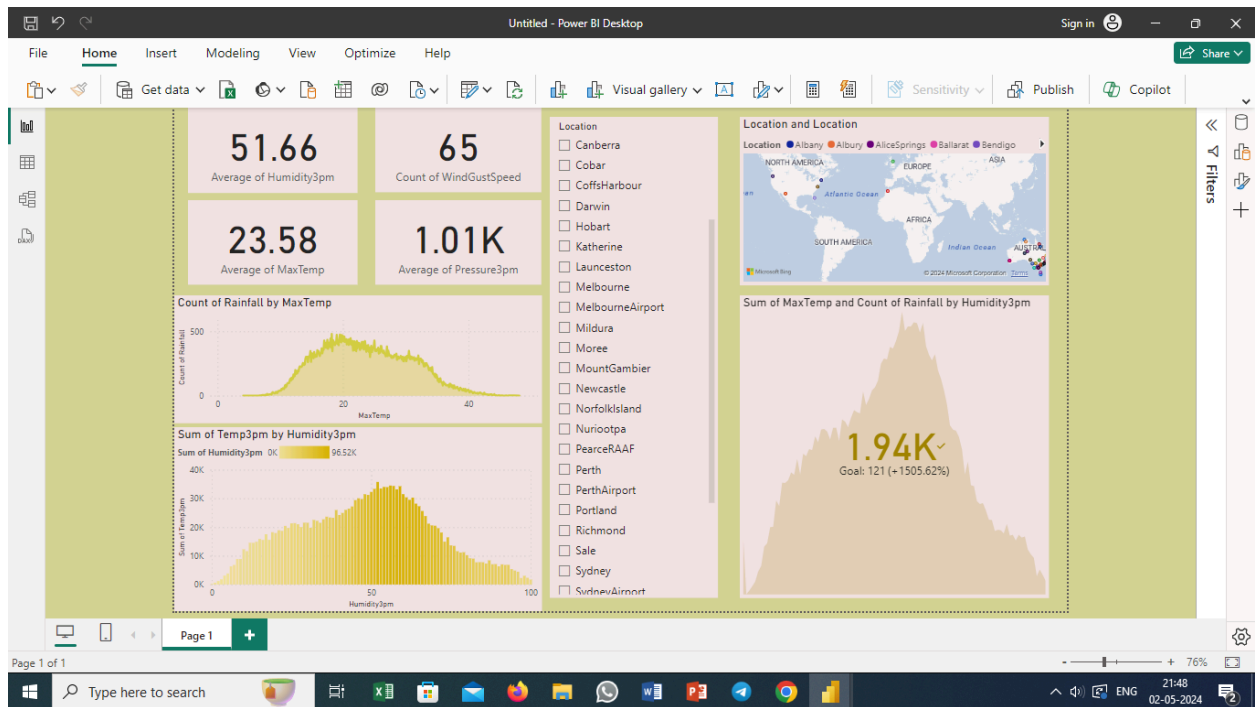 Untitled - Power BI Desktop
Sign in
File Home Insert Modeling View Optimize Help
Share
Get data
Visual gallery
A
Sensitivity
Publish
Copilot
51.66
Average of Humidity3pm
65
Count of WindGustSpeed
23.58
Average of MaxTemp
1.01K
Average of Pressure3pm
Count of Rainfall by MaxTemp
Count of Rainfall
500
0
0 20 40
MaxTemp
Sum of Temp3pm by Humidity3pm
Sum of Humidity3pm 0K 96.52K
Sum of Temp3pm
40K
30K
20K
10K
0K
0 50 100
Humidity3pm
Location
Canberra
Cobar
CoffsHarbour
Darwin
Hobart
Katherine
Launceston
Melbourne
MelbourneAirport
Mildura
Moree
MountGambier
Newcastle
NorfolkIsland
Nuriootpa
PearceRAAF
Perth
PerthAirport
Portland
Richmond
Sale
Sydney
SydneyAirport
Location and Location
Location Albany Albury AliceSprings Ballarat Bendigo
NORTH AMERICA
EUROPE
ASIA
Atlantic Ocean
AFRICA
SOUTH AMERICA
Indian Ocean
AUSTRAL
Microsoft Bing
© 2024 Microsoft Corporation Terms
Sum of MaxTemp and Count of Rainfall by Humidity3pm
1.94K
Goal: 121 (+1505.62%)
Filters
DAX
Page 1
Page 1 of 1
- + 76%
Type here to search
ENG
21:48
02-05-2024
2